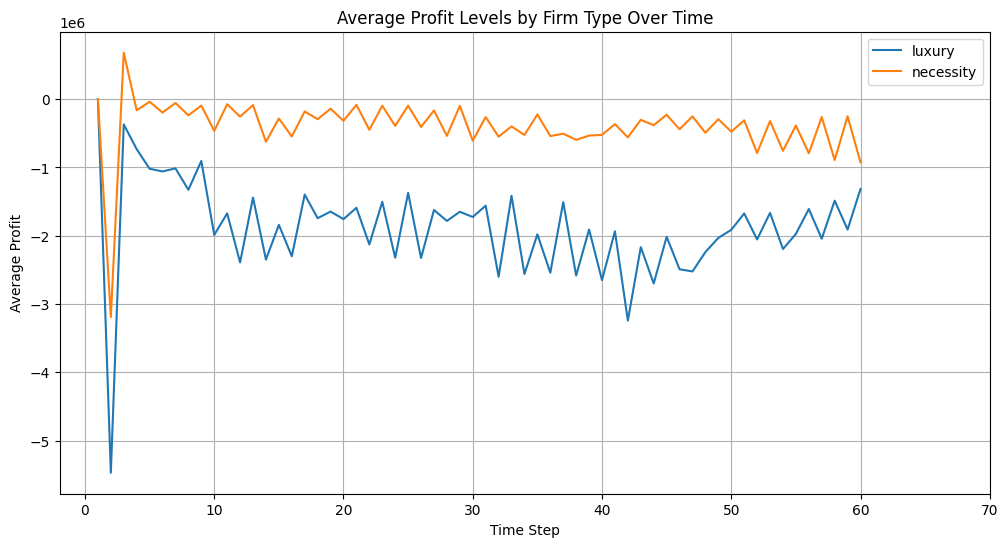 Average Profit Levels by Firm Type Over Time
1e6
luxury
necessity
0
−1
−2
−3
−4
−5
Average Profit
0 10 20 30 40 50 60 70
Time Step